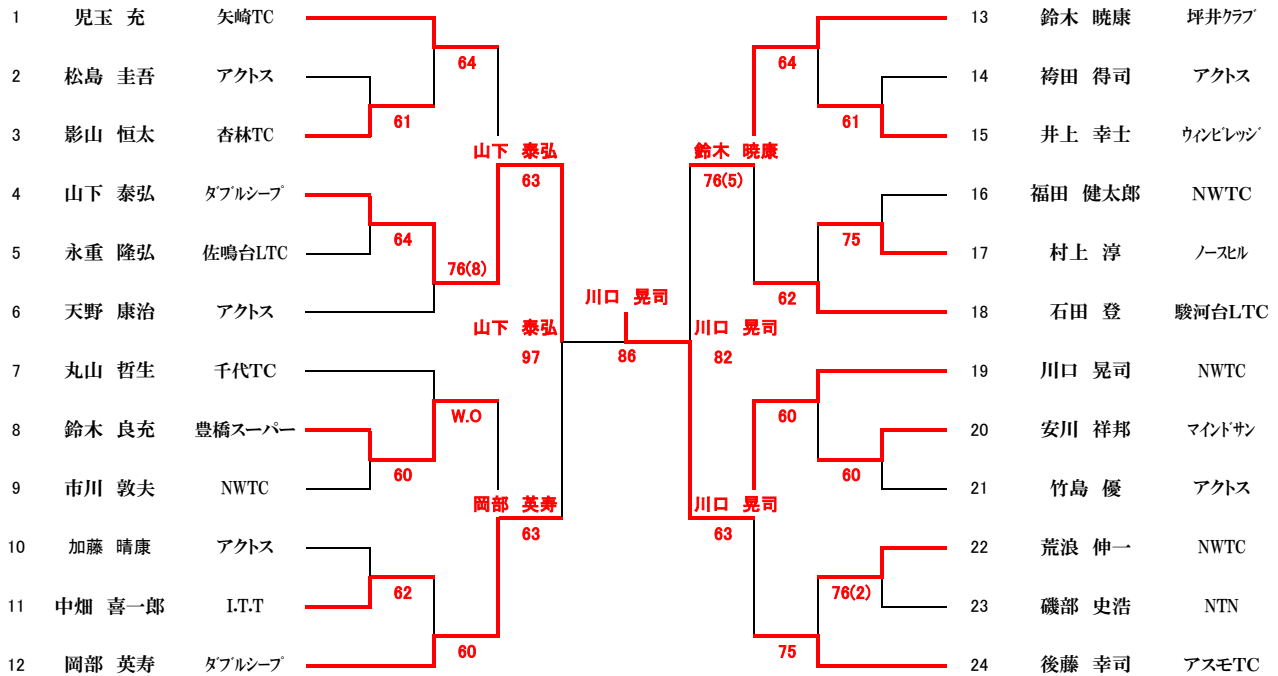 1 児玉 充 矢崎TC
2 松島 圭吾 アクトス
3 影山 恒太 杏林TC
4 山下 泰弘 ダブルシープ
5 永重 隆弘 佐鳴台LTC
6 天野 康治 アクトス
7 丸山 哲生 千代TC
8 鈴木 良充 豊橋スーパー
9 市川 敦夫 NWTC
10 加藤 晴康 アクトス
11 中畑 喜一郎 I.T.T
12 岡部 英寿 ダブルシープ
64
61
64
76(8)
W.O
60
62
60
山下 泰弘
63
山下 泰弘
97
岡部 英寿
63
川口 晃司
86
鈴木 暁康
76(5)
川口 晃司
82
川口 晃司
63
64
61
75
62
60
60
76(2)
75
13 鈴木 暁康 坪井クラブ
14 袴田 得司 アクトス
15 井上 幸士 ウィンビレッジ
16 福田 健太郎 NWTC
17 村上 淳 ノースヒル
18 石田 登 駿河台LTC
19 川口 晃司 NWTC
20 安川 祥邦 マインドサン
21 竹島 優 アクトス
22 荒浪 伸一 NWTC
23 磯部 史浩 NTN
24 後藤 幸司 アスモTC